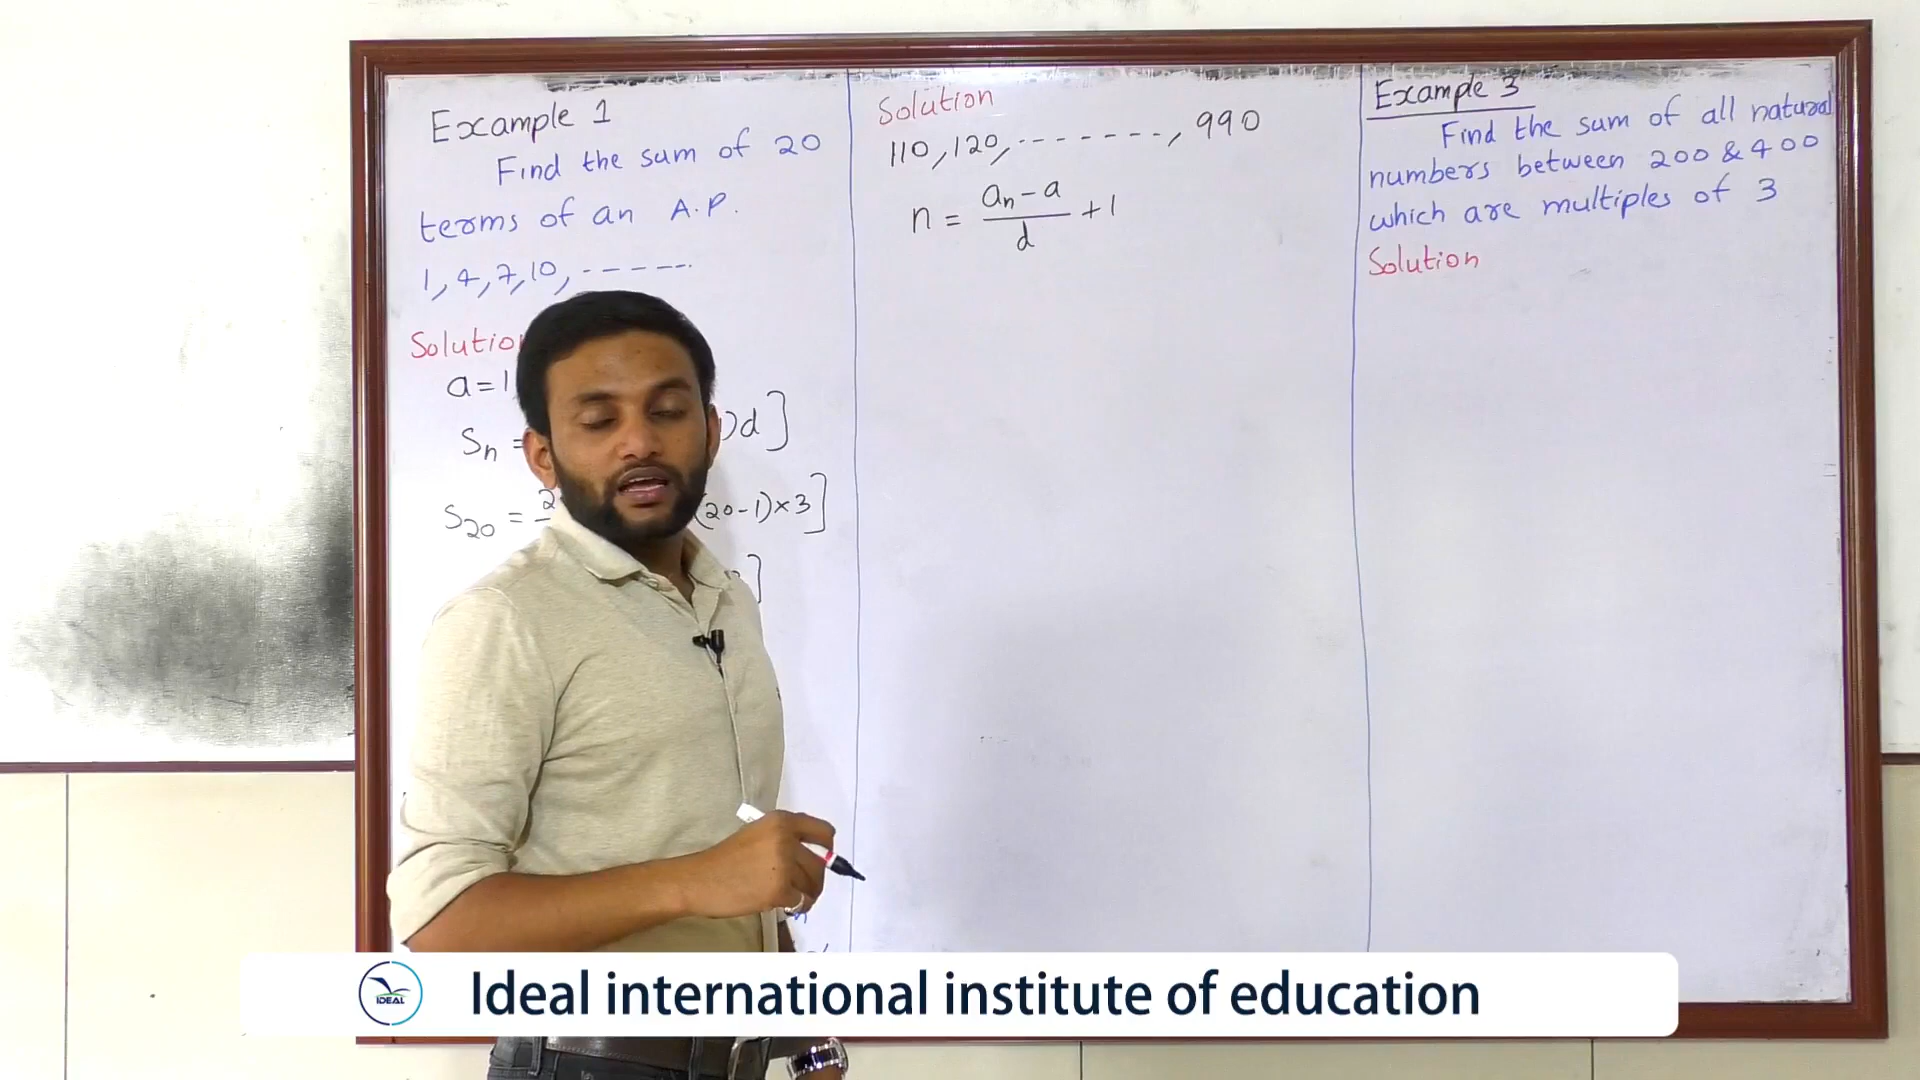 Example 1
Find the sum of 20
terms of an A.P.
1, 4, 7, 10, ------
Solution
a=1
Sn =
)d]
S20 =
(20-1)×3]
]
Solution
110, 120, -------, 990
n = (an - a)/d + 1
Example 3
Find the sum of all natural
numbers between 200 & 400
which are multiples of 3
Solution
IDEAL
Ideal international institute of education